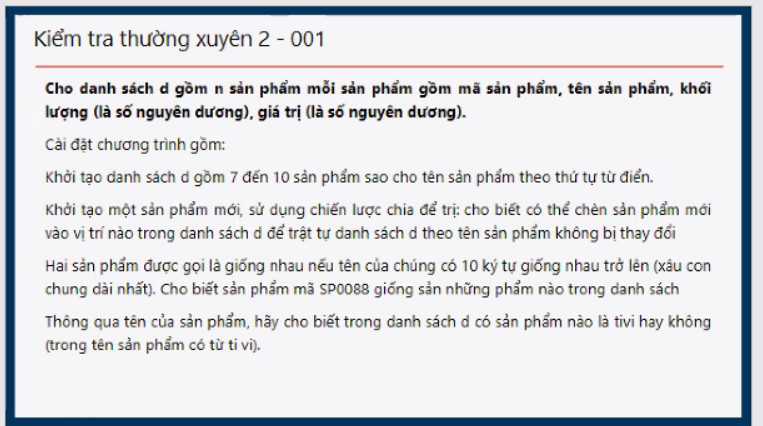 Kiểm tra thường xuyên 2 - 001
Cho danh sách d gồm n sản phẩm mỗi sản phẩm gồm mã sản phẩm, tên sản phẩm, khối
lượng (là số nguyên dương), giá trị (là số nguyên dương).
Cài đặt chương trình gồm:
Khởi tạo danh sách d gồm 7 đến 10 sản phẩm sao cho tên sản phẩm theo thứ tự từ điển.
Khởi tạo một sản phẩm mới, sử dụng chiến lược chia để trị: cho biết có thể chèn sản phẩm mới
vào vị trí nào trong danh sách d để trật tự danh sách d theo tên sản phẩm không bị thay đổi
Hai sản phẩm được gọi là giống nhau nếu tên của chúng có 10 ký tự giống nhau trở lên (xâu con
chung dài nhất). Cho biết sản phẩm mã SP0088 giống sản những phẩm nào trong danh sách
Thông qua tên của sản phẩm, hãy cho biết trong danh sách d có sản phẩm nào là tivi hay không
(trong tên sản phẩm có từ ti vi).